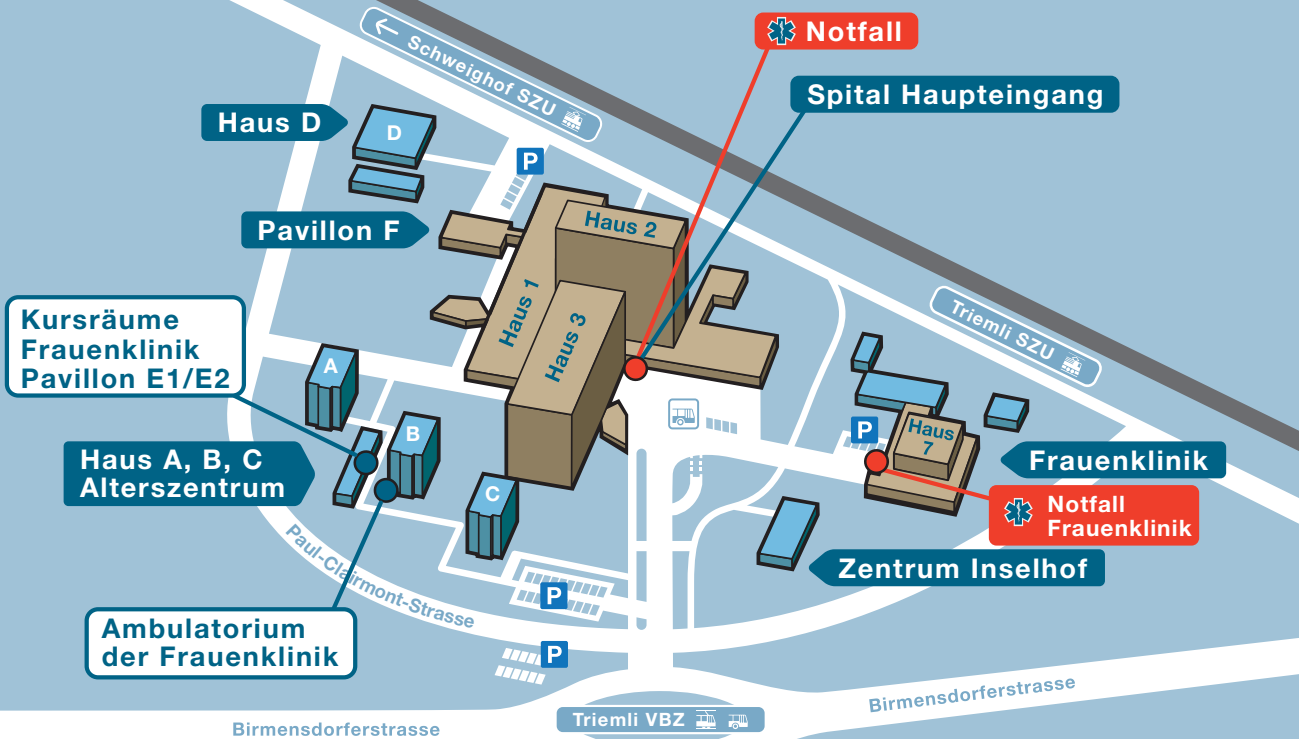 Notfall
Schweighof SZU
Spital Haupteingang
Haus D
D
P
Pavillon F
Haus 2
Haus 1
Haus 3
Kursräume
Frauenklinik
Pavillon E1/E2
Triemli SZU
A
B
C
Haus A, B, C
Alterszentrum
P
Haus
7
Frauenklinik
Notfall
Frauenklinik
Zentrum Inselhof
Paul-Clairmont-Strasse
P
Ambulatorium
der Frauenklinik
P
Birmensdorferstrasse
Triemli VBZ
Birmensdorferstrasse